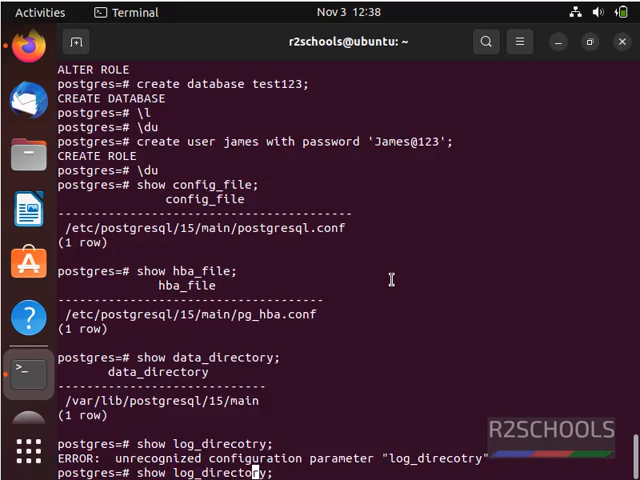 Activities
Terminal
Nov 3 12:38
r2schools@ubuntu: ~
ALTER ROLE
postgres=# create database test123;
CREATE DATABASE
postgres=# \l
postgres=# \du
postgres=# create user james with password 'James@123';
CREATE ROLE
postgres=# \du
postgres=# show config_file;
config_file
-----------------------------------------
/etc/postgresql/15/main/postgresql.conf
(1 row)
postgres=# show hba_file;
hba_file
-------------------------------------
/etc/postgresql/15/main/pg_hba.conf
(1 row)
postgres=# show data_directory;
data_directory
-----------------------------
/var/lib/postgresql/15/main
(1 row)
postgres=# show log_direcotry;
ERROR: unrecognized configuration parameter "log_direcotry"
postgres=# show log_directory;
R2SCHOOLS